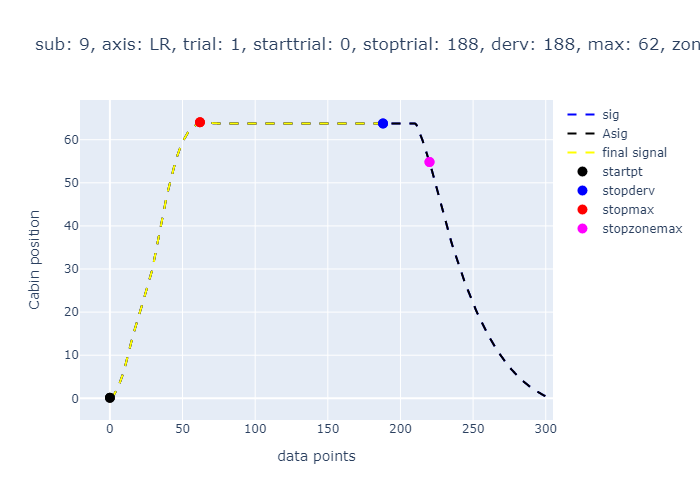 sub: 9, axis: LR, trial: 1, starttrial: 0, stoptrial: 188, derv: 188, max: 62, zon
sig
Asig
final signal
startpt
stopderv
stopmax
stopzonemax
Cabin position
60
50
40
30
20
10
0
0 50 100 150 200 250 300
data points